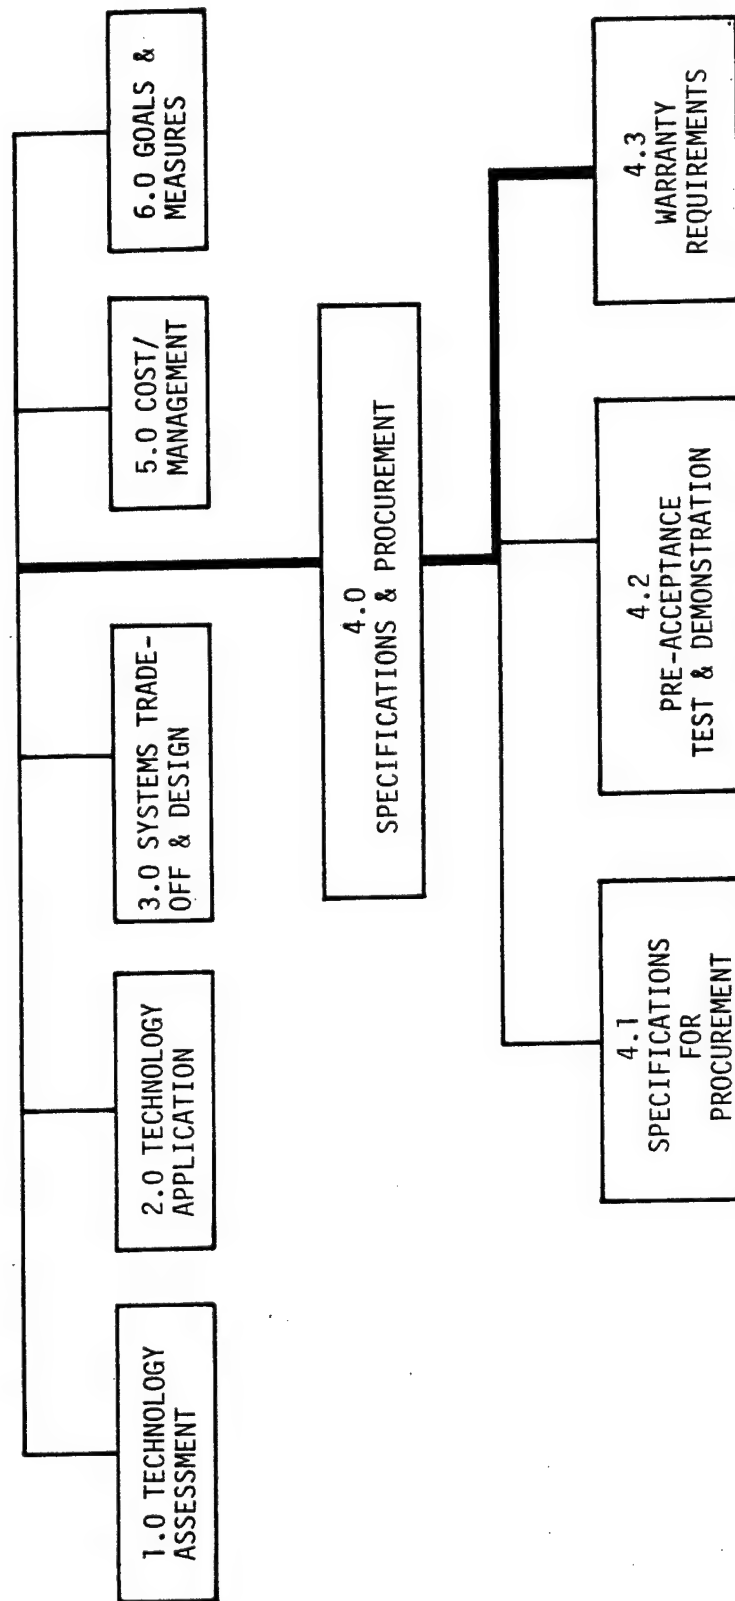 1.0 TECHNOLOGY
ASSESSMENT
2.0 TECHNOLOGY
APPLICATION
3.0 SYSTEMS TRADE-
OFF & DESIGN
5.0 COST/
MANAGEMENT
6.0 GOALS &
MEASURES
4.0
SPECIFICATIONS & PROCUREMENT
4.1
SPECIFICATIONS
FOR
PROCUREMENT
4.2
PRE-ACCEPTANCE
TEST & DEMONSTRATION
4.3
WARRANTY
REQUIREMENTS